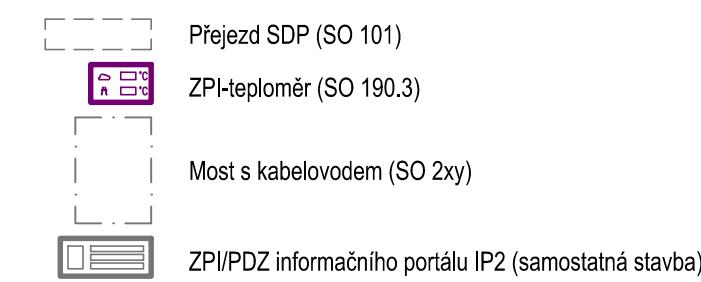 Přejezd SDP (SO 101)
°C
°C
ZPI-teploměr (SO 190.3)
Most s kabelovodem (SO 2xy)
ZPI/PDZ informačního portálu IP2 (samostatná stavba)